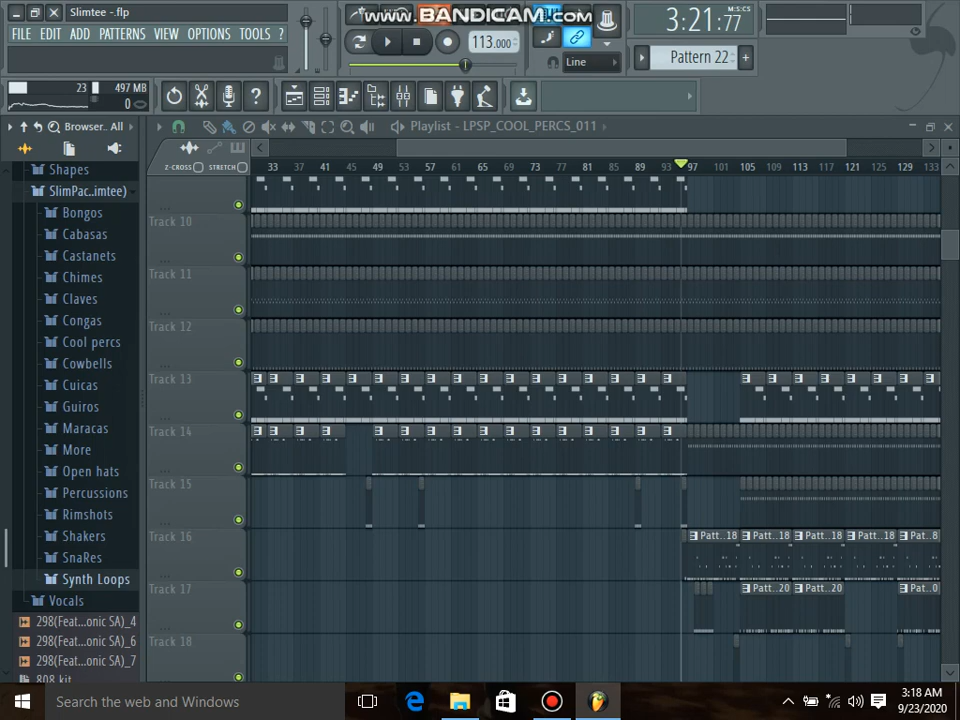 Slimtee -.flp
www.BANDICAM.com
3:21:77
M:S:CS
FILE EDIT ADD PATTERNS VIEW OPTIONS TOOLS ?
113.000
Pattern 22
Line
23
497 MB
0
Browser.. All
Playlist - LPSP_COOL_PERCS_011
Z-CROSS
STRETCH
33 37 41 45 49 53 57 61 65 69 73 77 81 85 89 93 97 101 105 109 113 117 121 125 129 133
Shapes
SlimPac..imtee)
Bongos
Cabasas
Castanets
Chimes
Claves
Congas
Cool percs
Cowbells
Cuicas
Guiros
Maracas
More
Open hats
Percussions
Rimshots
Shakers
SnaRes
Synth Loops
Vocals
298(Feat...onic SA)_4
298(Feat...onic SA)_6
298(Feat...onic SA)_7
808 kit
Track 10
Track 11
Track 12
Track 13
Track 14
Track 15
Track 16
Patt..18 Patt..18 Patt..18 Patt..18 Patt..8
Track 17
Patt..20 Patt..20 Patt..0
Track 18
Search the web and Windows
3:18 AM
9/23/2020